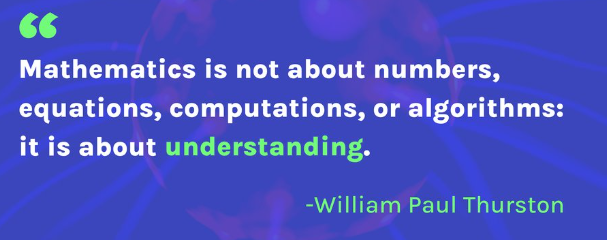 “
Mathematics is not about numbers,
equations, computations, or algorithms:
it is about understanding.
-William Paul Thurston